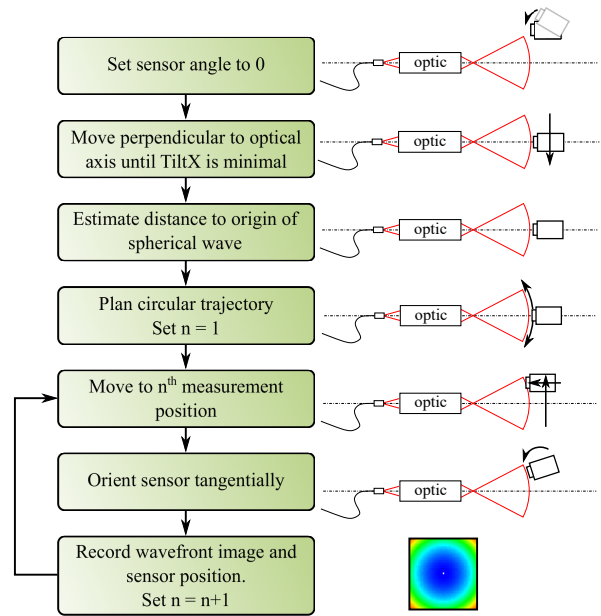 Set sensor angle to 0
optic
Move perpendicular to optical
axis until TiltX is minimal
optic
Estimate distance to origin of
spherical wave
optic
Plan circular trajectory
Set n = 1
optic
Move to nth measurement
position
optic
Orient sensor tangentially
optic
Record wavefront image and
sensor position.
Set n = n+1